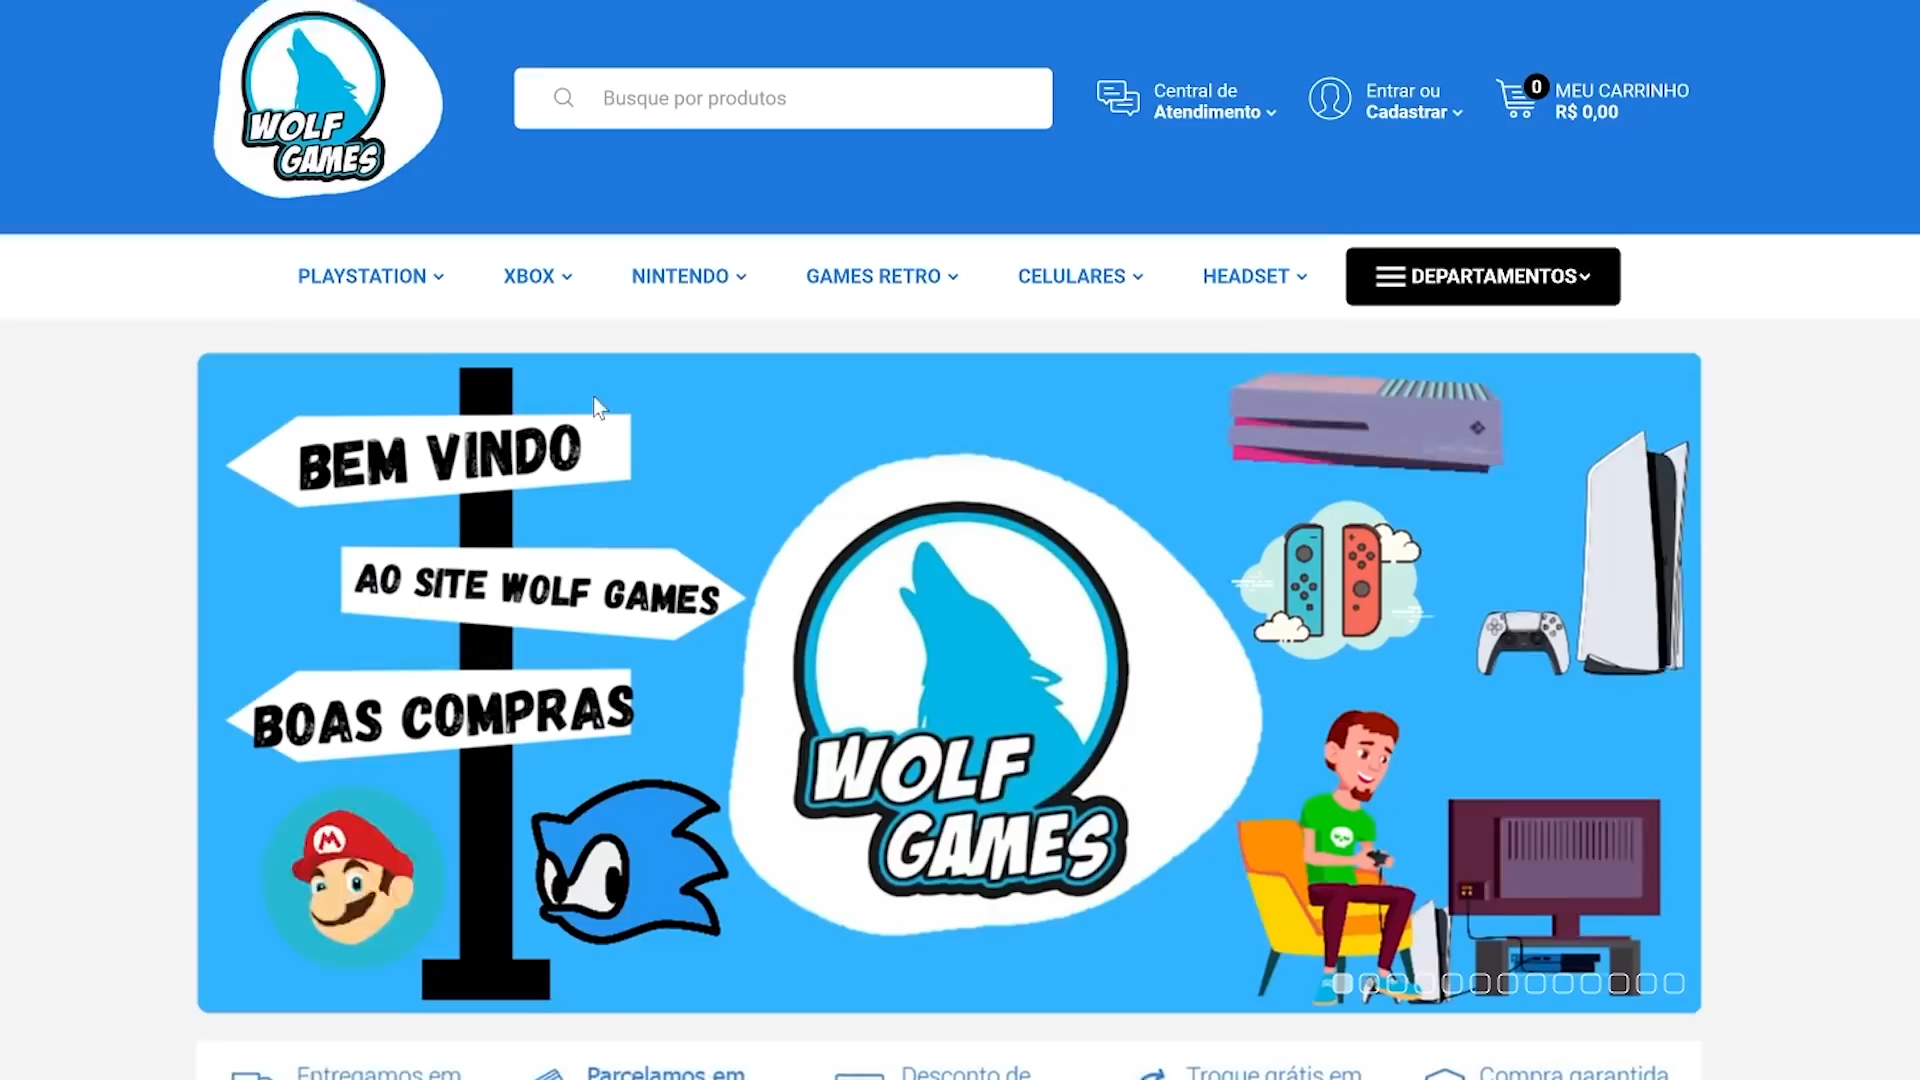 WOLF
GAMES
Busque por produtos
Central de
Atendimento
Entrar ou
Cadastrar
0
MEU CARRINHO
R$ 0,00
PLAYSTATION
XBOX
NINTENDO
GAMES RETRO
CELULARES
HEADSET
DEPARTAMENTOS
BEM VINDO
AO SITE WOLF GAMES
BOAS COMPRAS
M
WOLF
GAMES
Entregamos em
Parcelamos em
Desconto de
Troque grátis em
Compra garantida